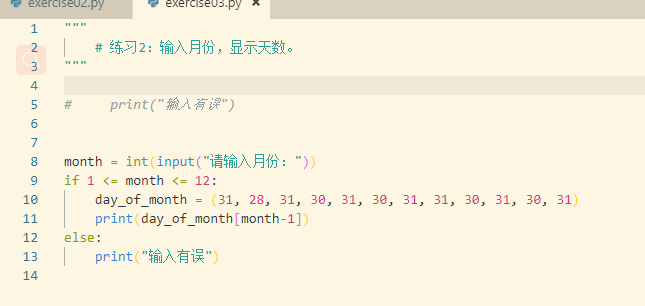 exercise02.py exercise03.py ×
1 """
2 # 练习2：输入月份，显示天数。
3 """
4
5 #     print("输入有误")
6
7
8 month = int(input("请输入月份："))
9 if 1 <= month <= 12:
10     day_of_month = (31, 28, 31, 30, 31, 30, 31, 31, 30, 31, 30, 31)
11     print(day_of_month[month-1])
12 else:
13     print("输入有误")
14